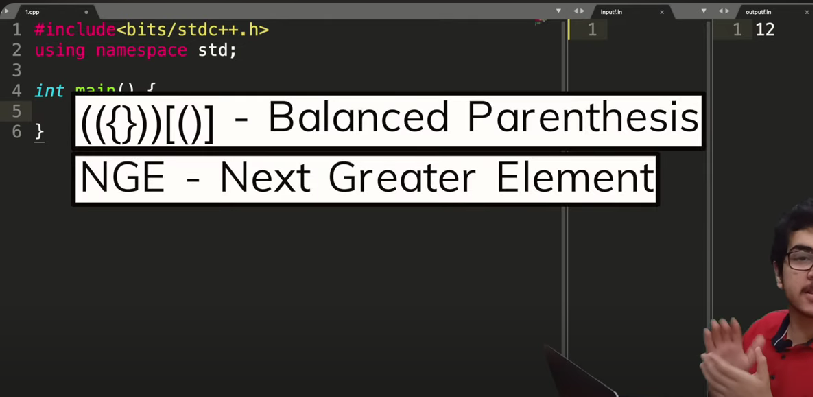 1.cpp
input1.in
output1.in
1 #include<bits/stdc++.h>
2 using namespace std;
3
4 int main() {
5
6 }
1
1 12
(({}))[()] - Balanced Parenthesis
NGE - Next Greater Element